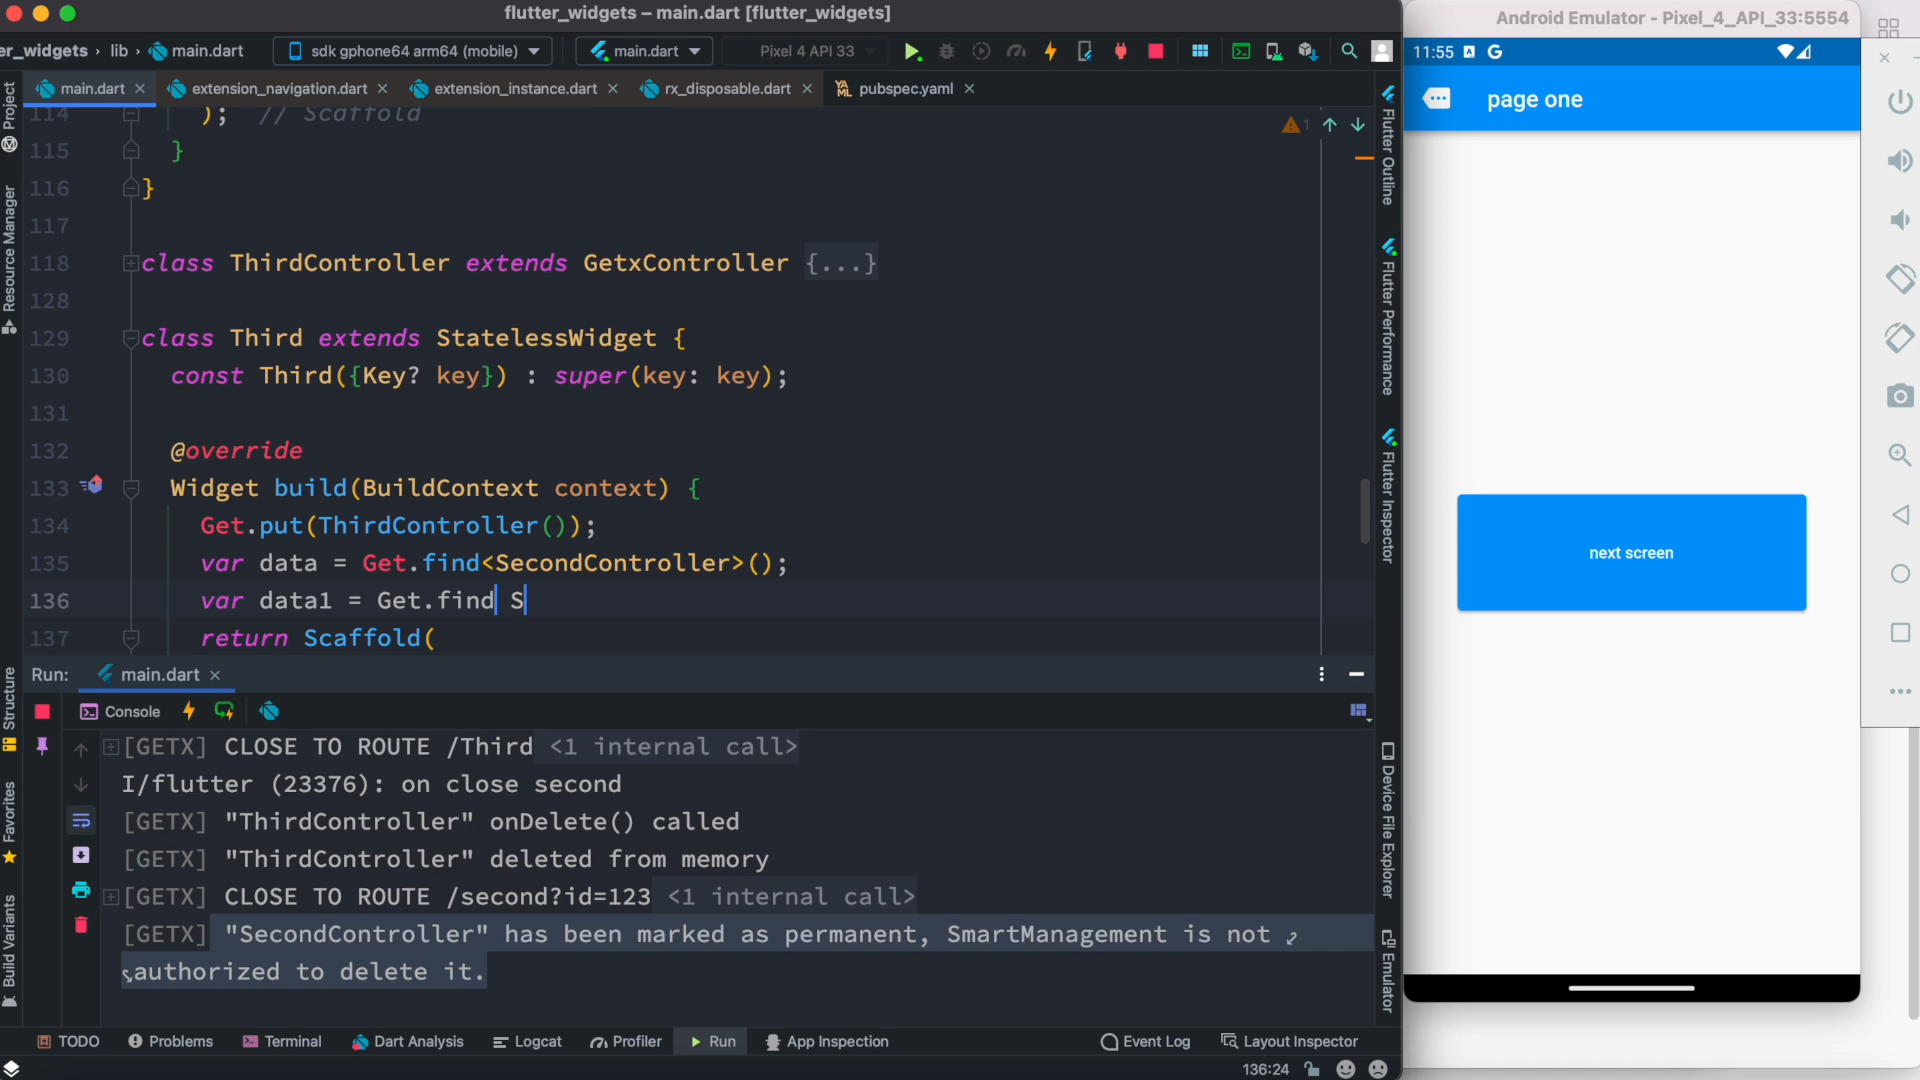 flutter_widgets – main.dart [flutter_widgets]
er_widgets › lib › main.dart
sdk gphone64 arm64 (mobile)
main.dart
Pixel 4 API 33
main.dart
extension_navigation.dart
extension_instance.dart
rx_disposable.dart
YAML pubspec.yaml
114 ); // Scaffold
1
115 }
116 }
117
118 class ThirdController extends GetxController {...}
128
129 class Third extends StatelessWidget {
130 const Third({Key? key}) : super(key: key);
131
132 @override
133 Widget build(BuildContext context) {
134 Get.put(ThirdController());
135 var data = Get.find<SecondController>();
136 var data1 = Get.find S
137 return Scaffold(
Run: main.dart
Console
[GETX] CLOSE TO ROUTE /Third <1 internal call>
I/flutter (23376): on close second
[GETX] "ThirdController" onDelete() called
[GETX] "ThirdController" deleted from memory
[GETX] CLOSE TO ROUTE /second?id=123 <1 internal call>
[GETX] "SecondController" has been marked as permanent, SmartManagement is not
authorized to delete it.
TODO
Problems
Terminal
Dart Analysis
Logcat
Profiler
Run
App Inspection
Event Log
Layout Inspector
136:24
Project
Resource Manager
Structure
Favorites
Build Variants
Flutter Outline
Flutter Performance
Flutter Inspector
Device File Explorer
Emulator
Android Emulator - Pixel_4_API_33:5554
11:55 A G
page one
next screen